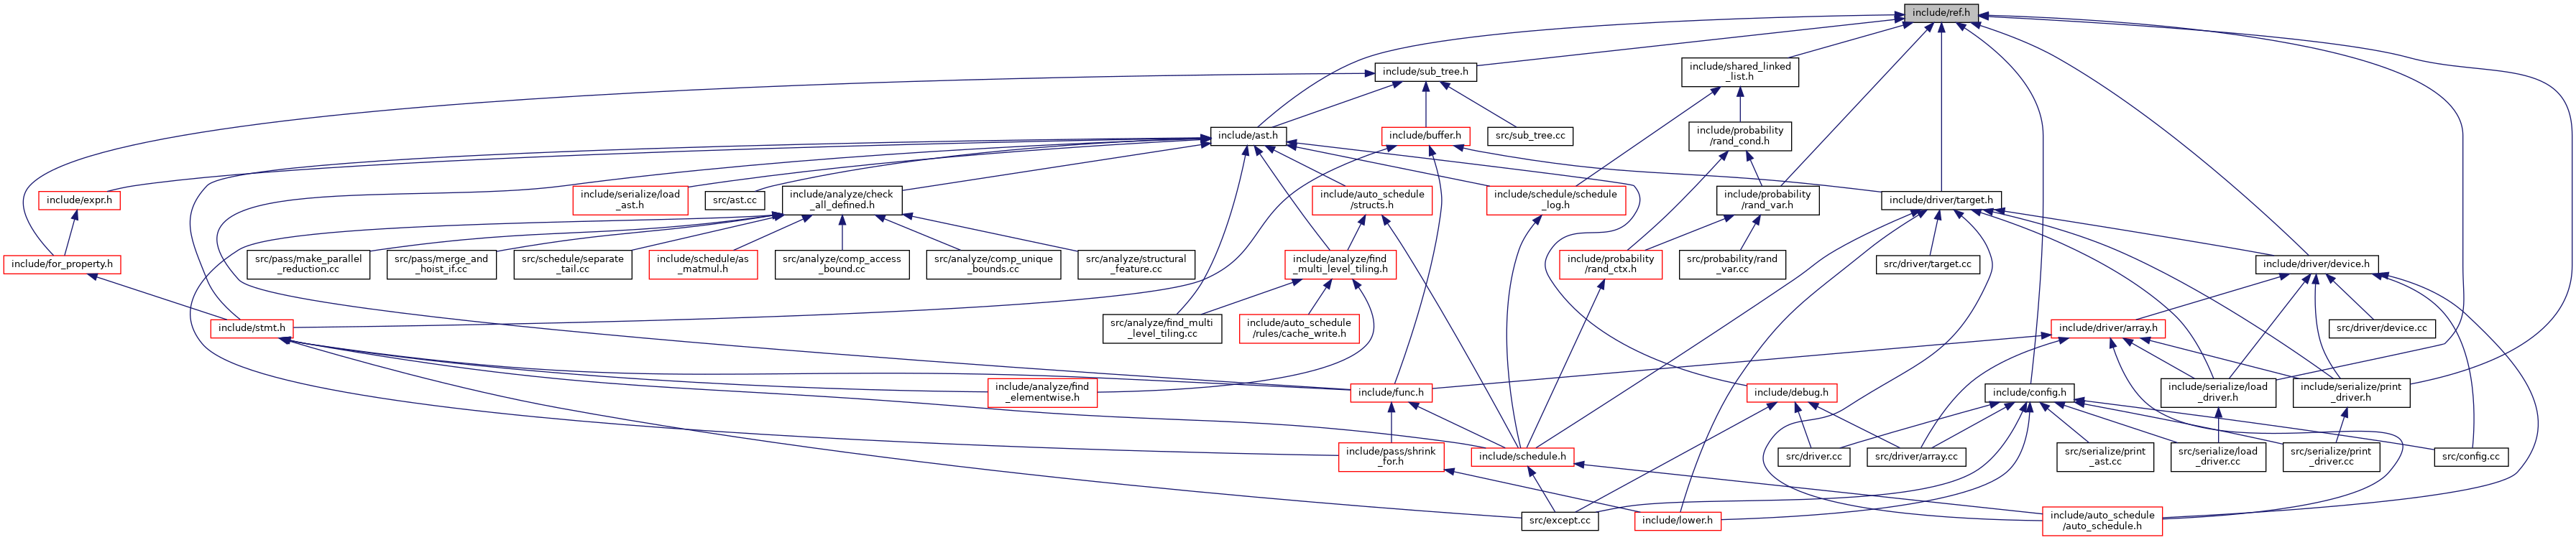 include/ref.h
include/sub_tree.h
include/shared_linked
_list.h
include/ast.h
include/buffer.h
src/sub_tree.cc
include/probability
/rand_cond.h
include/expr.h
include/serialize/load
_ast.h
src/ast.cc
include/analyze/check
_all_defined.h
include/auto_schedule
/structs.h
include/schedule/schedule
_log.h
include/probability
/rand_var.h
include/driver/target.h
include/for_property.h
src/pass/make_parallel
_reduction.cc
src/pass/merge_and
_hoist_if.cc
src/schedule/separate
_tail.cc
include/schedule/as
_matmul.h
src/analyze/comp_access
_bound.cc
src/analyze/comp_unique
_bounds.cc
src/analyze/structural
_feature.cc
include/analyze/find
_multi_level_tiling.h
include/probability
/rand_ctx.h
src/probability/rand
_var.cc
src/driver/target.cc
include/driver/device.h
include/stmt.h
src/analyze/find_multi
_level_tiling.cc
include/auto_schedule
/rules/cache_write.h
include/driver/array.h
src/driver/device.cc
include/analyze/find
_elementwise.h
include/func.h
include/debug.h
include/config.h
include/serialize/load
_driver.h
include/serialize/print
_driver.h
include/pass/shrink
_for.h
include/schedule.h
src/driver.cc
src/driver/array.cc
src/serialize/print
_ast.cc
src/serialize/load
_driver.cc
src/serialize/print
_driver.cc
src/config.cc
src/except.cc
include/lower.h
include/auto_schedule
/auto_schedule.h